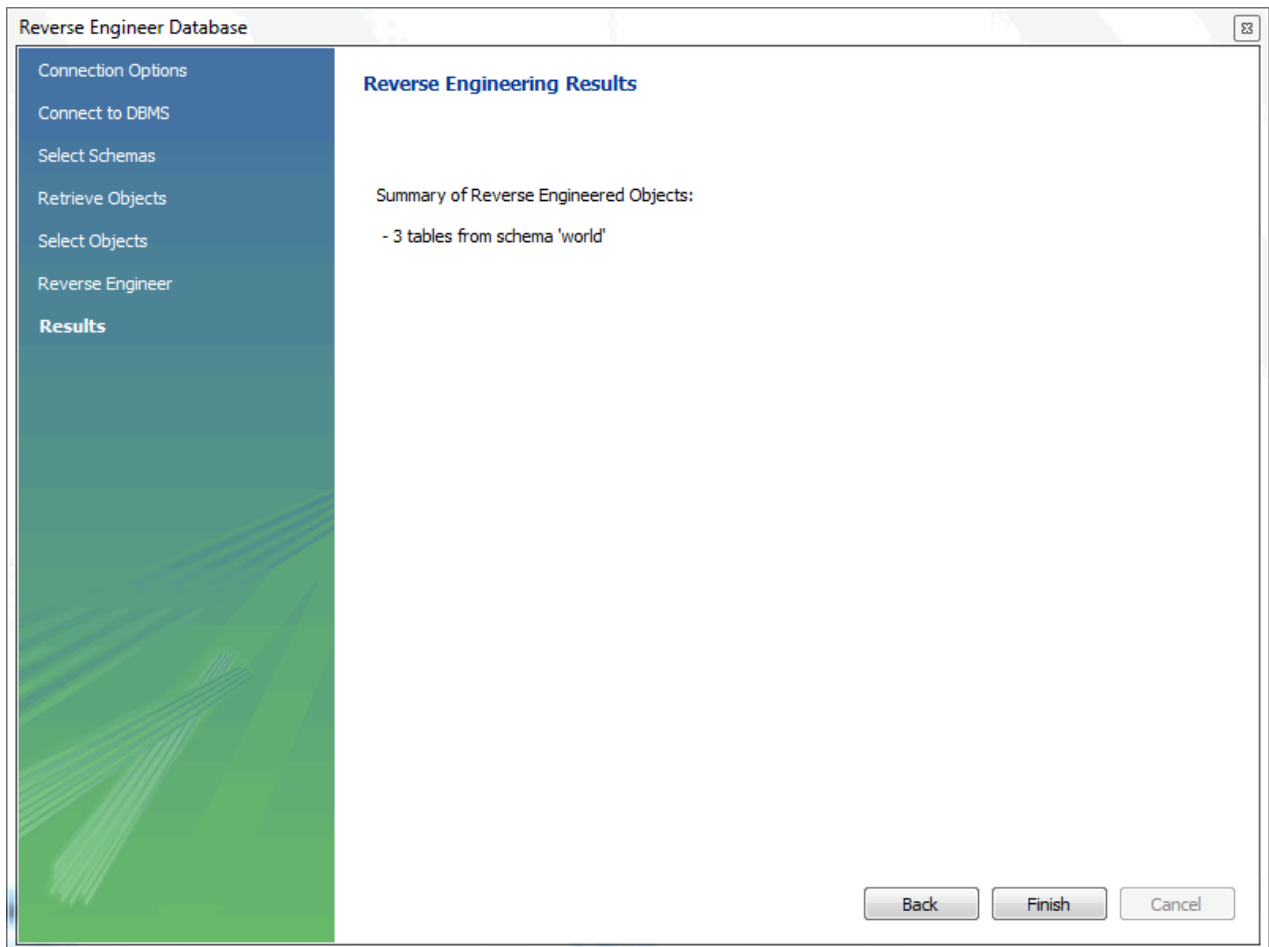 Reverse Engineer Database
Connection Options
Connect to DBMS
Select Schemas
Retrieve Objects
Select Objects
Reverse Engineer
Results
Reverse Engineering Results
Summary of Reverse Engineered Objects:
- 3 tables from schema 'world'
Back
Finish
Cancel